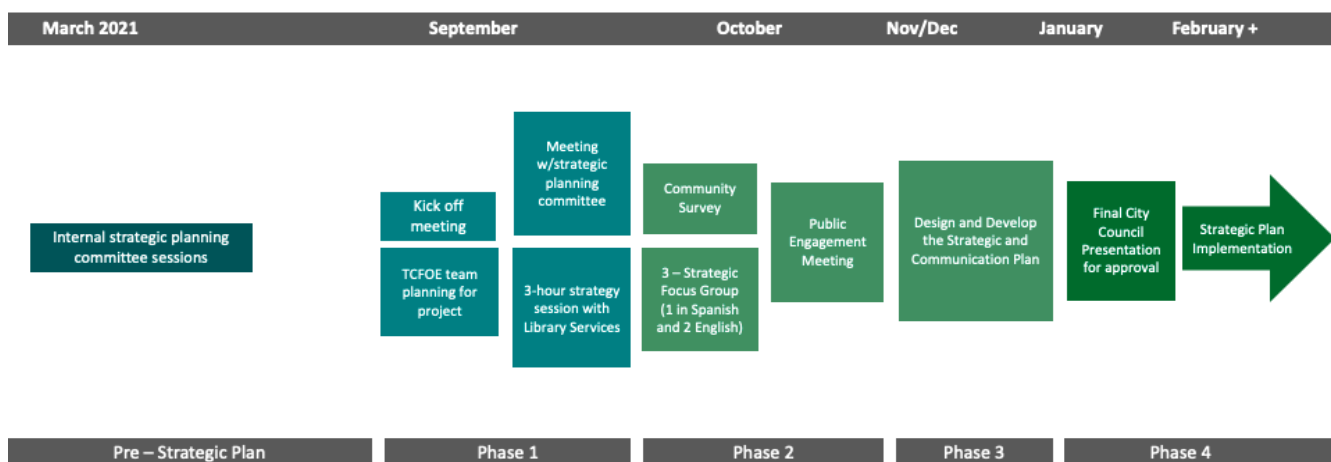 March 2021
September
October
Nov/Dec
January
February +
Internal strategic planning
committee sessions
Kick off
meeting
TCFOE team
planning for
project
Meeting
w/strategic
planning
committee
3-hour strategy
session with
Library Services
Community
Survey
3 – Strategic
Focus Group
(1 in Spanish
and 2 English)
Public
Engagement
Meeting
Design and Develop
the Strategic and
Communication Plan
Final City
Council
Presentation
for approval
Strategic Plan
Implementation
Pre – Strategic Plan
Phase 1
Phase 2
Phase 3
Phase 4